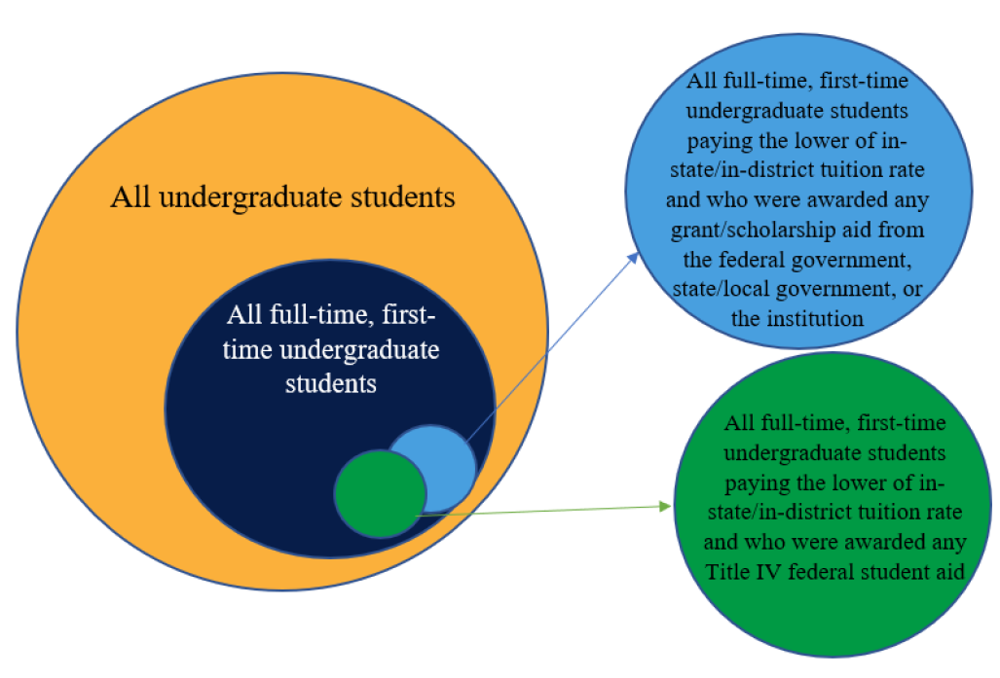 All undergraduate students
All full-time, first-
time undergraduate
students
All full-time, first-time
undergraduate students
paying the lower of in-
state/in-district tuition rate
and who were awarded any
grant/scholarship aid from
the federal government,
state/local government, or
the institution
All full-time, first-time
undergraduate students
paying the lower of in-
state/in-district tuition rate
and who were awarded any
Title IV federal student aid